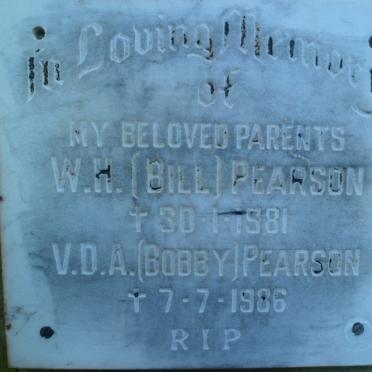 In Loving Memory
of
MY BELOVED PARENTS
W.H. (BILL) PEARSON
† 30-1-1981
V.D.A. (BOBBY) PEARSON
† 7-7-1986
RIP